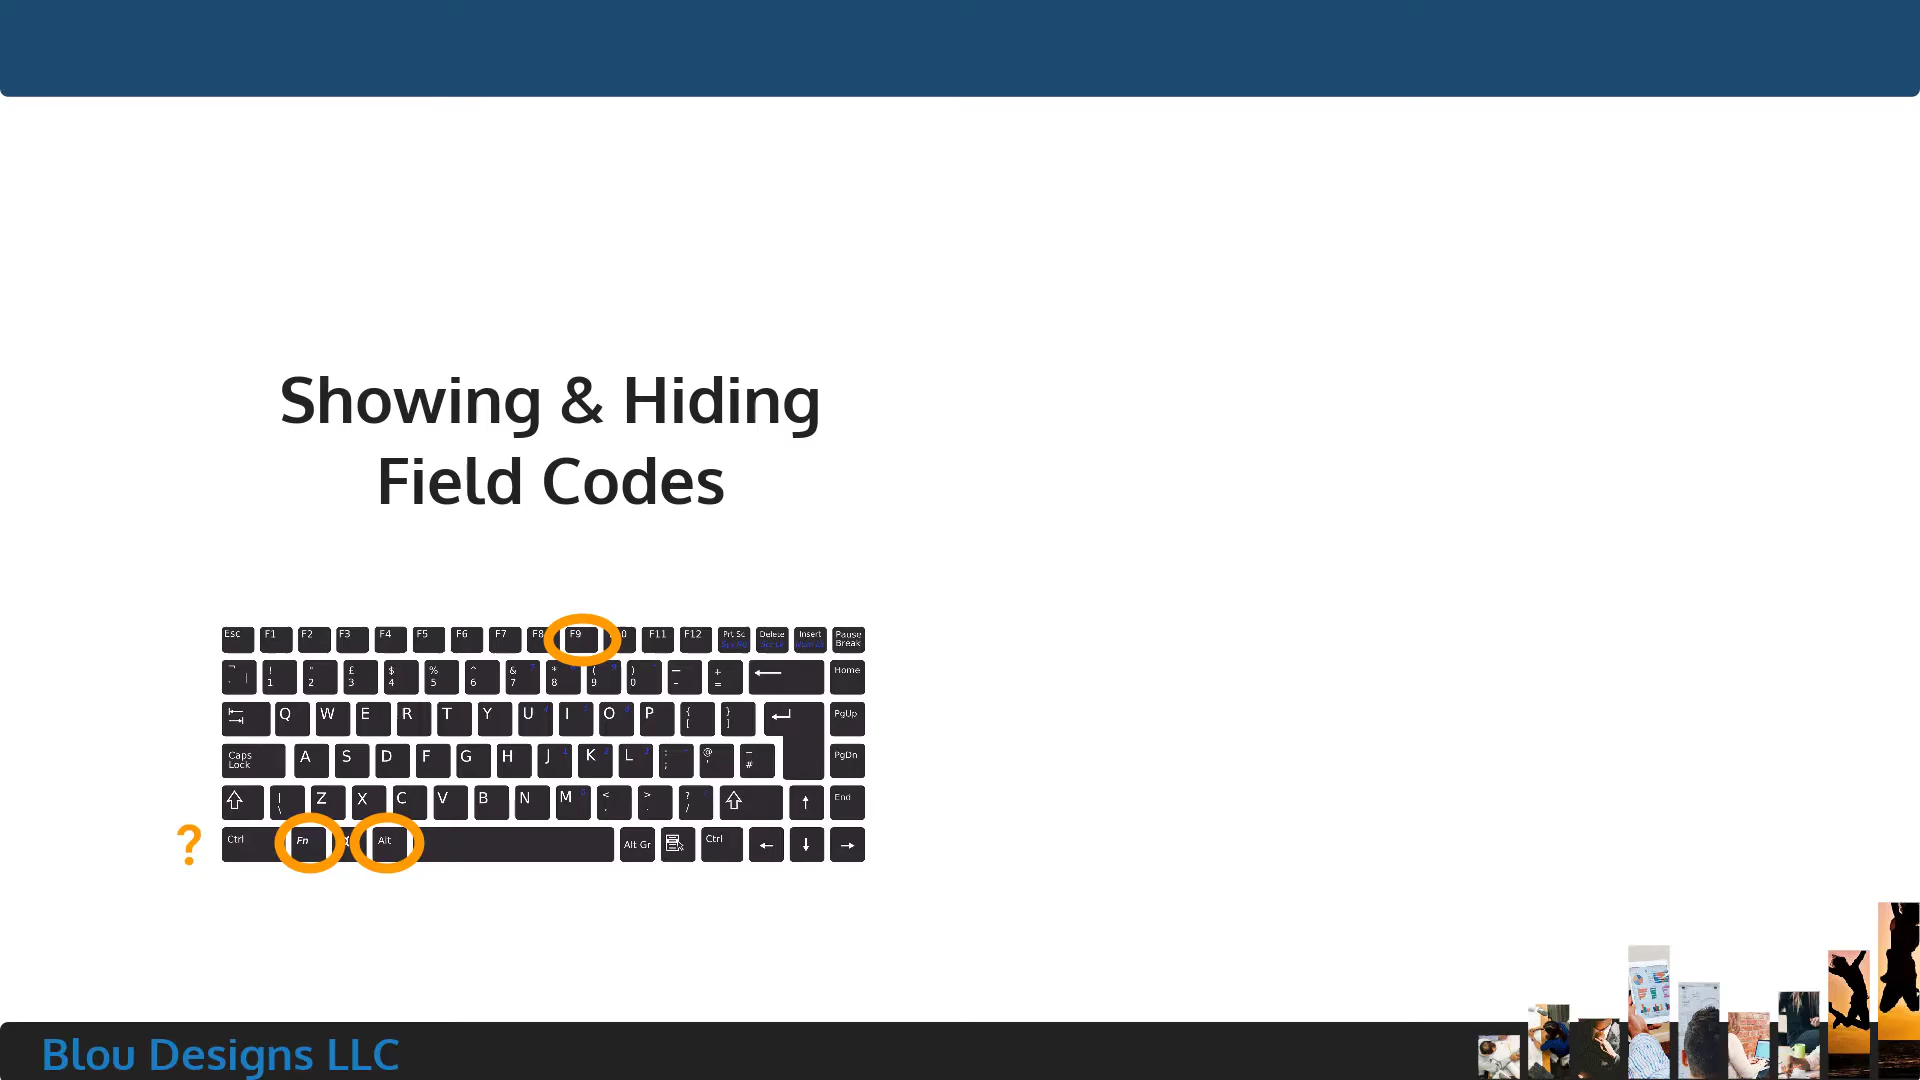 Showing & Hiding
Field Codes
Esc F1 F2 F3 F4 F5 F6 F7 F8 F9 F11 F12 Prt Sc Delete Insert Pause Break
¬ ! " £ $ % ^ & * ( ) — +
1 2 3 4 5 6 7 8 9 0 - = Home
Q W E R T Y U I O P { [ } ] PgUp
Caps Lock A S D F G H J K L : ; @ ' ~ # PgDn
| \ Z X C V B N M < , > . ? / End
? Ctrl Fn Alt Alt Gr Ctrl
Blou Designs LLC